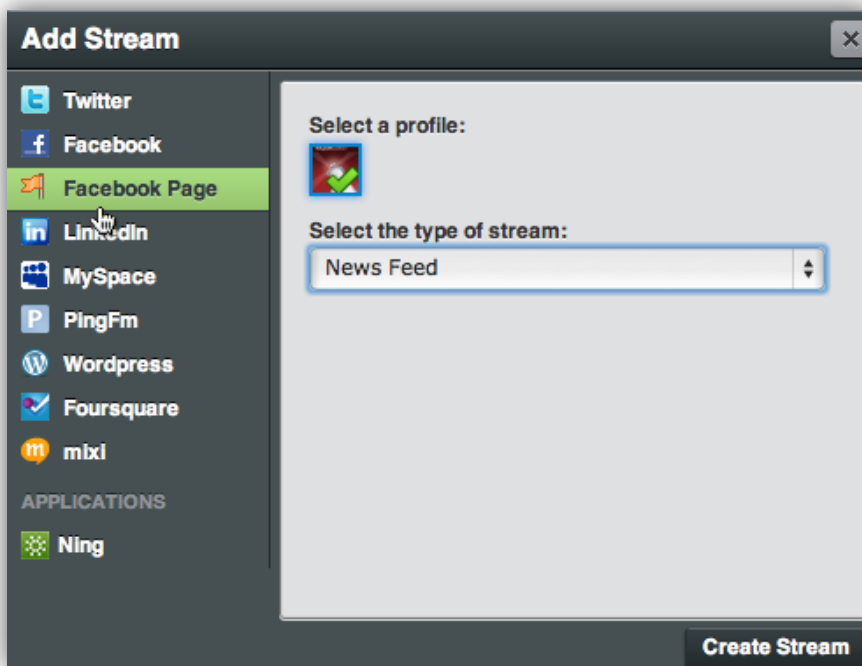 Add Stream
Twitter
Facebook
Facebook Page
LinkedIn
MySpace
PingFm
Wordpress
Foursquare
mixi
APPLICATIONS
Ning
Select a profile:
Select the type of stream:
News Feed
Create Stream